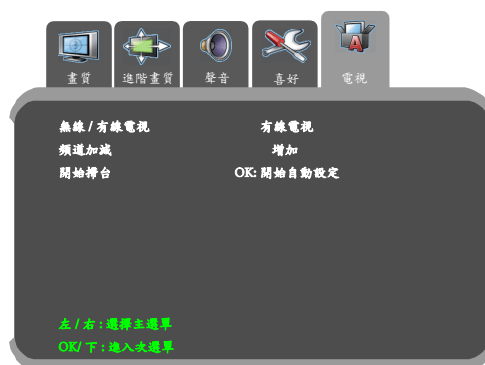 畫質 進階畫質 聲音 喜好 電視
無線 / 有線電視 有線電視
頻道加減 增加
開始掃台 OK: 開始自動設定
左 / 右 : 選擇主選單
OK/ 下 : 進入次選單